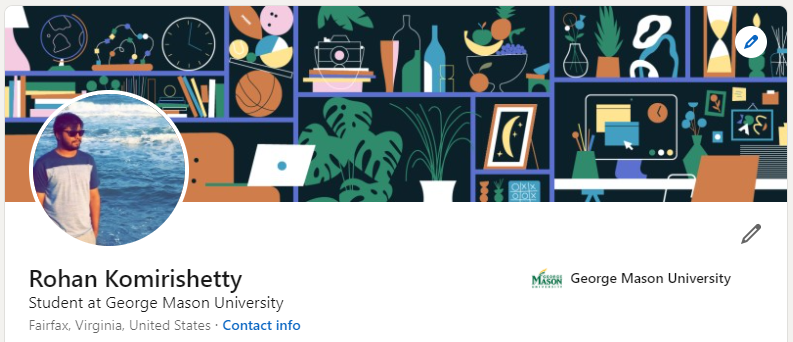 Rohan Komirishetty
Student at George Mason University
Fairfax, Virginia, United States · Contact info
GEORGE
MASON
UNIVERSITY
George Mason University